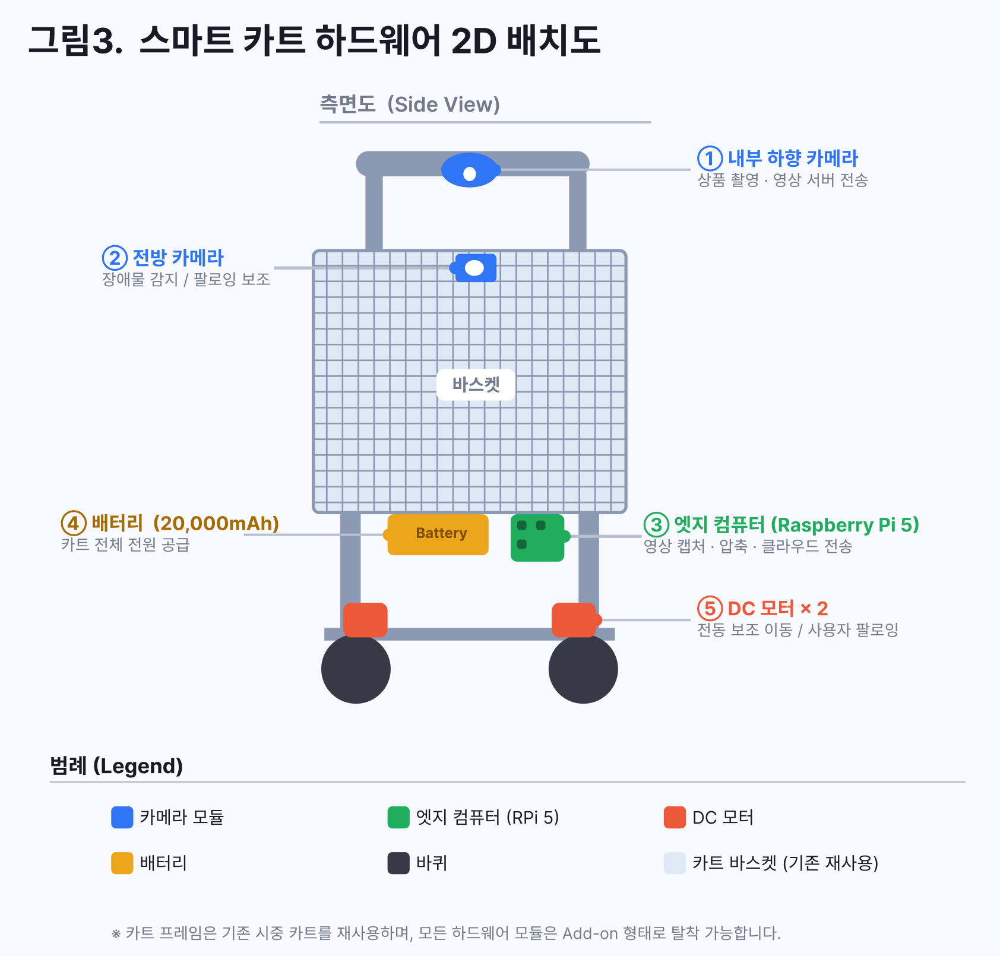 그림3. 스마트 카트 하드웨어 2D 배치도
측면도 (Side View)
① 내부 하향 카메라
상품 촬영 · 영상 서버 전송
② 전방 카메라
장애물 감지 / 팔로잉 보조
바스켓
④ 배터리 (20,000mAh)
카트 전체 전원 공급
Battery
③ 엣지 컴퓨터 (Raspberry Pi 5)
영상 캡처 · 압축 · 클라우드 전송
⑤ DC 모터 × 2
전동 보조 이동 / 사용자 팔로잉
범례 (Legend)
카메라 모듈
엣지 컴퓨터 (RPi 5)
DC 모터
배터리
바퀴
카트 바스켓 (기존 재사용)
※ 카트 프레임은 기존 시중 카트를 재사용하며, 모든 하드웨어 모듈은 Add-on 형태로 탈착 가능합니다.